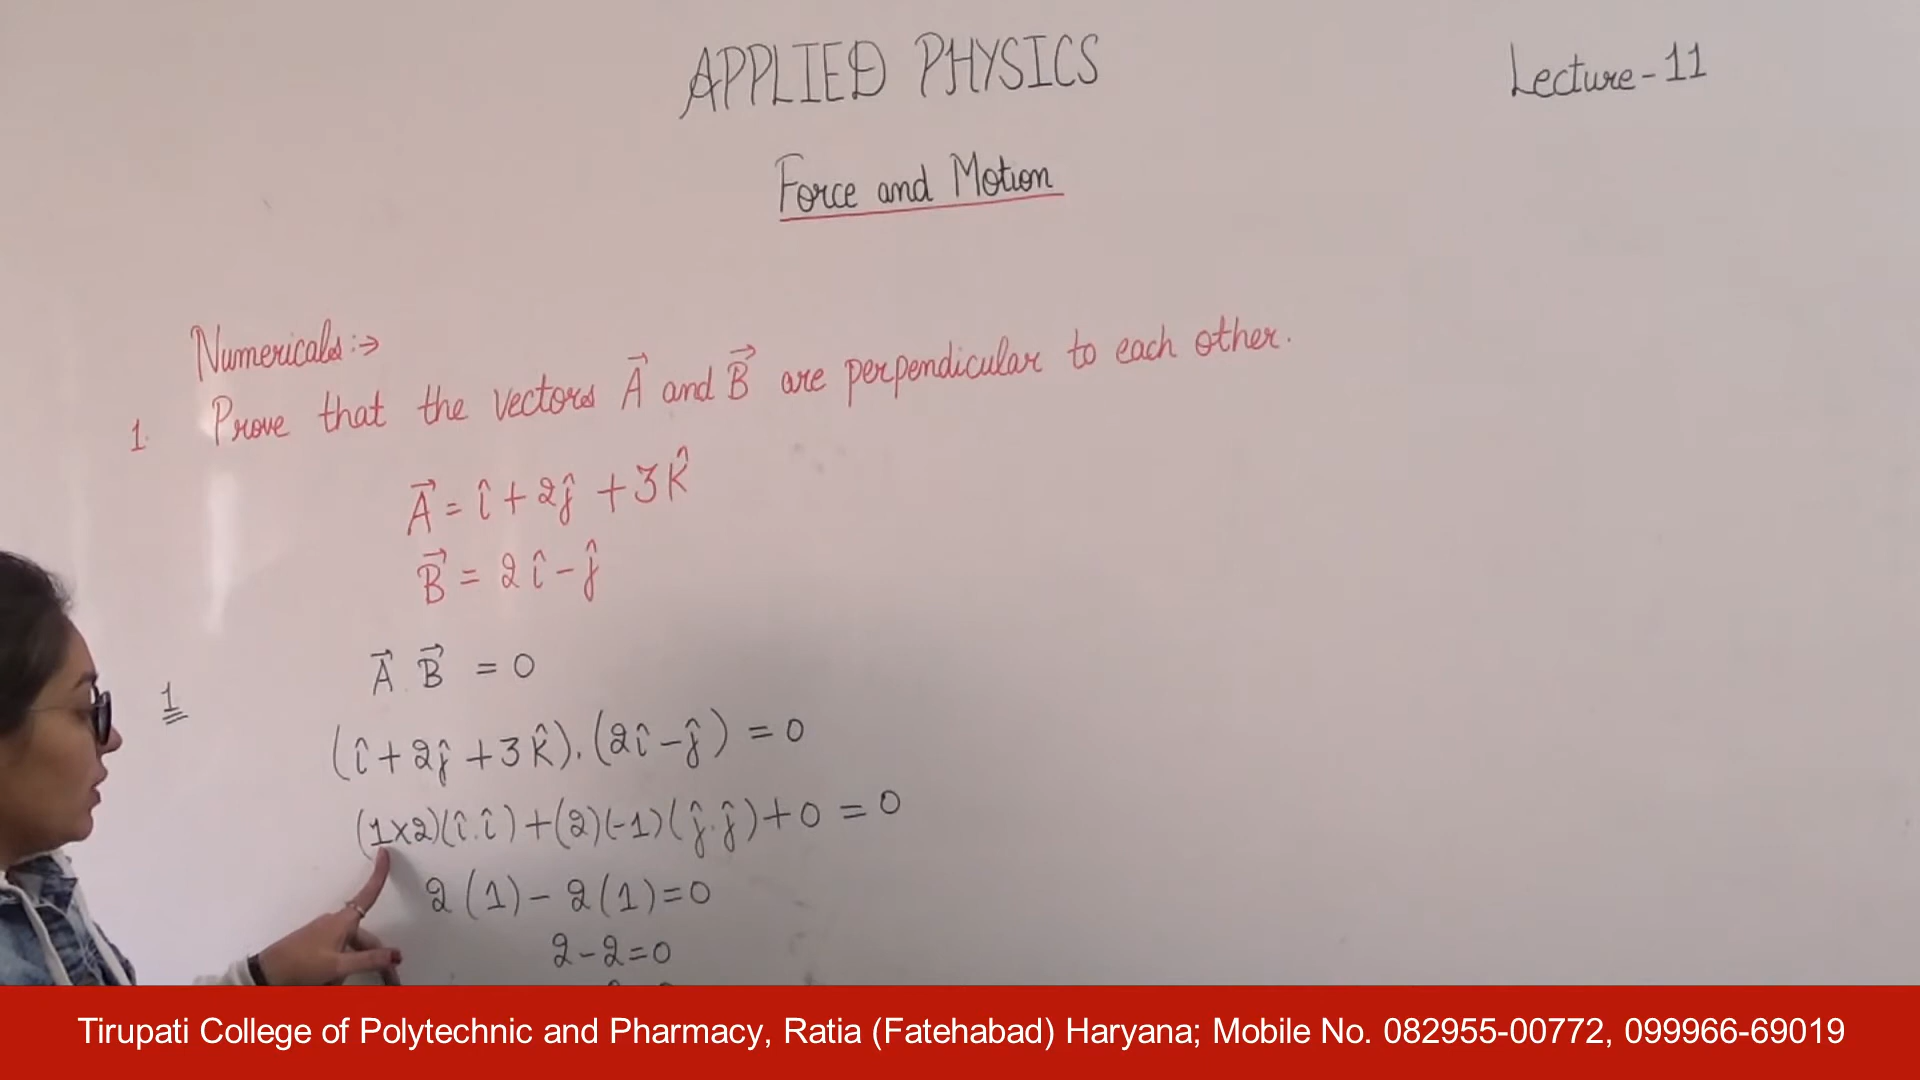 APPLIED PHYSICS
Lecture-11
Force and Motion
Numericals:→
1. Prove that the vectors A⃗ and B⃗ are perpendicular to each other.
A⃗ = î + 2ĵ + 3K̂
B⃗ = 2î - ĵ
1
A⃗ . B⃗ = 0
(î + 2ĵ + 3K̂).(2î - ĵ) = 0
(1×2)(î.î) + (2)(-1)(ĵ.ĵ) + 0 = 0
2(1) - 2(1) = 0
2-2=0
Tirupati College of Polytechnic and Pharmacy, Ratia (Fatehabad) Haryana; Mobile No. 082955-00772, 099966-69019